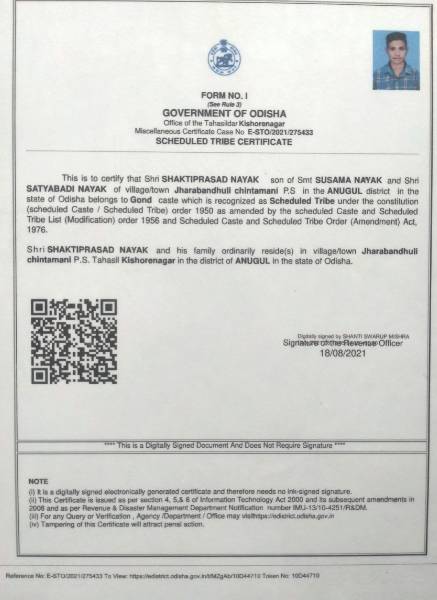 FORM NO. I
(See Rule 3)
GOVERNMENT OF ODISHA
Office of the Tahasildar Kishorenagar
Miscellaneous Certificate Case No E-STO/2021/275433
SCHEDULED TRIBE CERTIFICATE
This is to certify that Shri SHAKTIPRASAD NAYAK son of Smt SUSAMA NAYAK and Shri
SATYABADI NAYAK of village/town Jharabandhuli chintamani P.S in the ANUGUL district in the
state of Odisha belongs to Gond caste which is recognized as Scheduled Tribe under the constitution
(scheduled Caste / Scheduled Tribe) order 1950 as amended by the scheduled Caste and Scheduled
Tribe List (Modification) order 1956 and Scheduled Caste and Scheduled Tribe Order (Amendment) Act,
1976.
Shri SHAKTIPRASAD NAYAK and his family ordinarily reside(s) in village/town Jharabandhuli
chintamani P.S. Tahasil Kishorenagar in the district of ANUGUL in the state of Odisha.
Digitally signed by SHANTI SWARUP MISHRA
Signature of the Revenue Officer
18/08/2021
**** This is a Digitally Signed Document And Does Not Require Signature ****
NOTE
(i) It is a digitally signed electronically generated certificate and therefore needs no ink-signed signature.
(ii) This Certificate is issued as per section 4, 5,& 6 of Information Technology Act 2000 and its subsequent amendments in
2008 and as per Revenue & Disaster Management Department Notification number IMU-13/10-4251/R&DM.
(iii) For any Query or Verification , Agency /Department / Office may visithttps://edistrict.odisha.gov.in
(iv) Tampering of this Certificate will attract penal action.
Reference No: E-STO/2021/275433 To View: https://edistrict.odisha.gov.in/t/MZgAb/10D44710 Token No: 10D44710